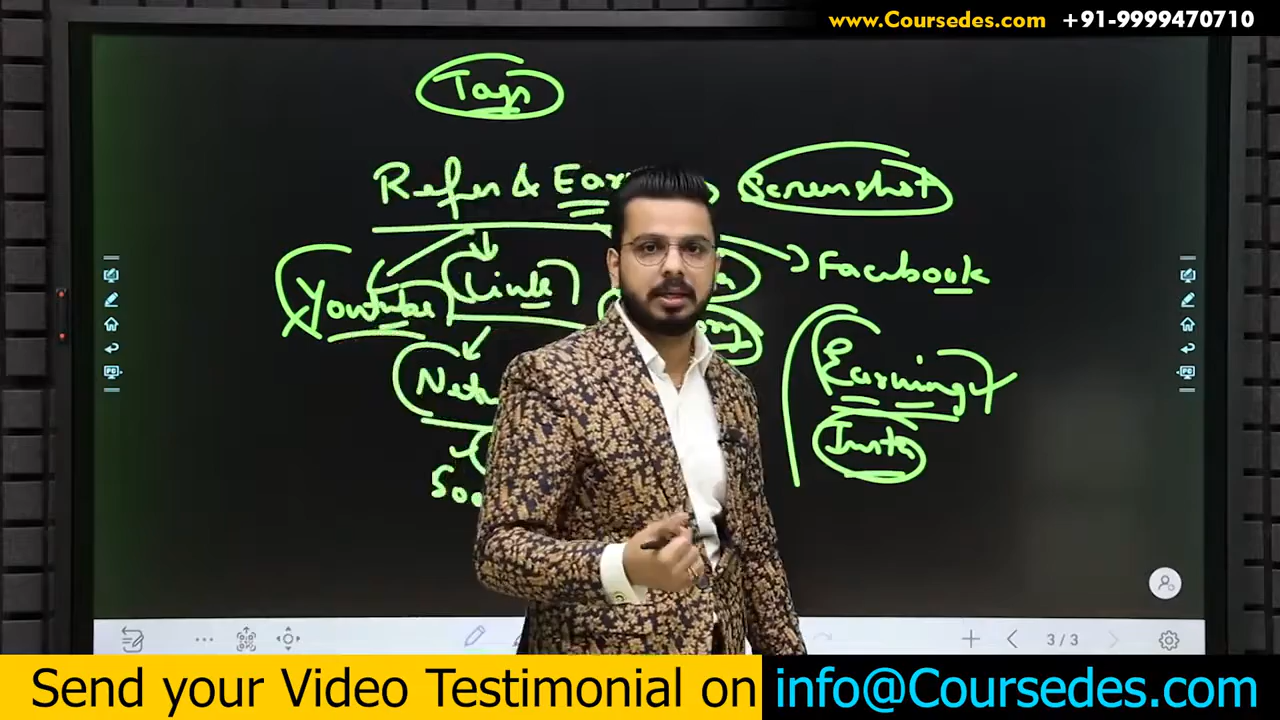 www.Coursedes.com +91-9999470710
Tags
Refer & Screenshot
Youtube Link Facebook
Earning
Insta
3/3
Send your Video Testimonial on info@Coursedes.com